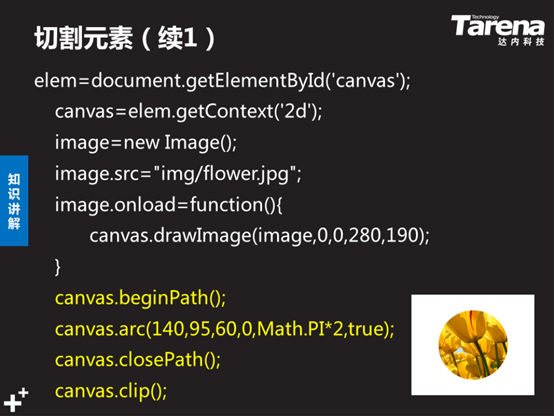 切割元素（续1）
Technology
Tarena
达内科技
elem=document.getElementById('canvas');
canvas=elem.getContext('2d');
image=new Image();
image.src="img/flower.jpg";
image.onload=function(){
canvas.drawImage(image,0,0,280,190);
}
canvas.beginPath();
canvas.arc(140,95,60,0,Math.PI*2,true);
canvas.closePath();
canvas.clip();
知识讲解